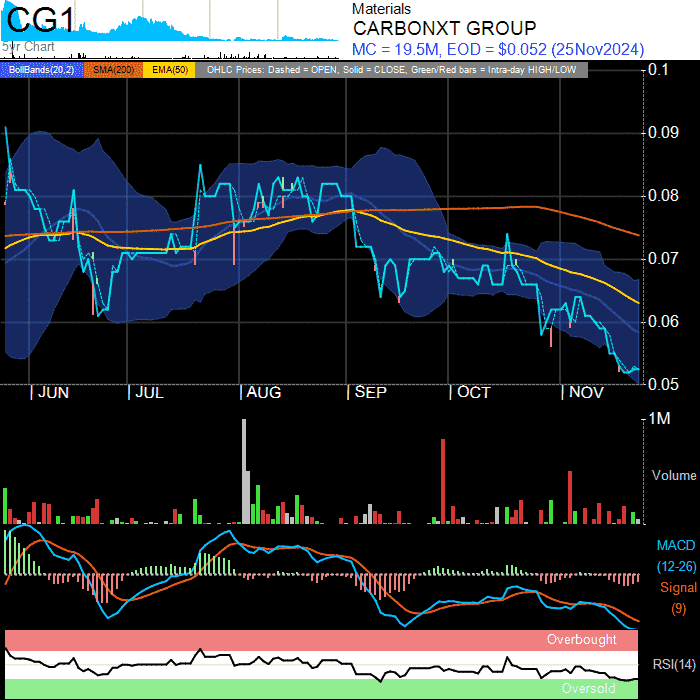 CG1
5yr Chart
Materials
CARBONXT GROUP
MC = 19.5M, EOD = $0.052 (25Nov2024)
BollBands(20,2) SMA(200) EMA(50) OHLC Prices: Dashed = OPEN, Solid = CLOSE, Green/Red bars = Intra-day HIGH/LOW
0.1
0.09
0.08
0.07
0.06
0.05
| JUN | JUL | AUG | SEP | OCT | NOV
1M
Volume
MACD
(12-26)
Signal
(9)
Overbought
RSI(14)
Oversold